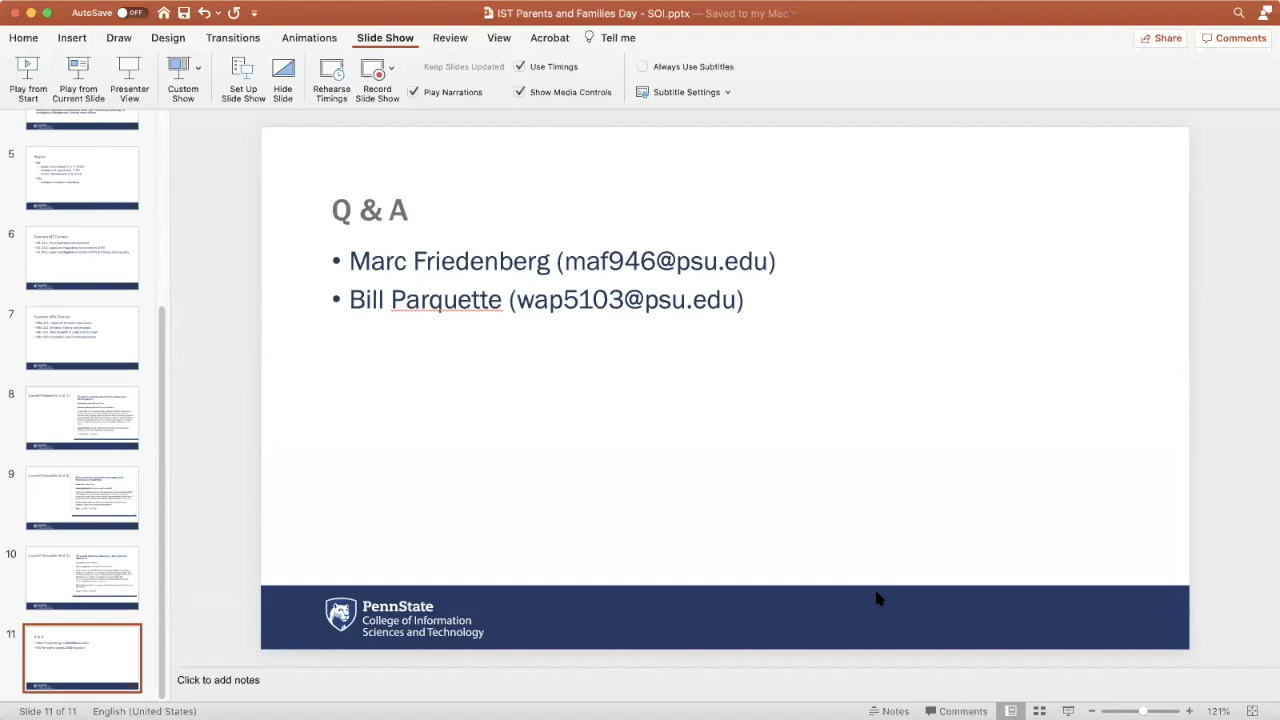 AutoSave OFF
IST Parents and Families Day - SOI.pptx — Saved to my Mac
Home Insert Draw Design Transitions Animations Slide Show Review View Acrobat Tell me
Share Comments
Play from Start
Play from Current Slide
Presenter View
Custom Show
Set Up Slide Show
Hide Slide
Rehearse Timings
Record Slide Show
Keep Slides Updated
Use Timings
Play Narrations
Show Media Controls
Always Use Subtitles
Subtitle Settings
5
6
7
8
9
10
11
Q & A
• Marc Friedenberg (maf946@psu.edu)
• Bill Parquette (wap5103@psu.edu)
PennState
College of Information
Sciences and Technology
Click to add notes
Slide 11 of 11 English (United States)
Notes Comments 121%